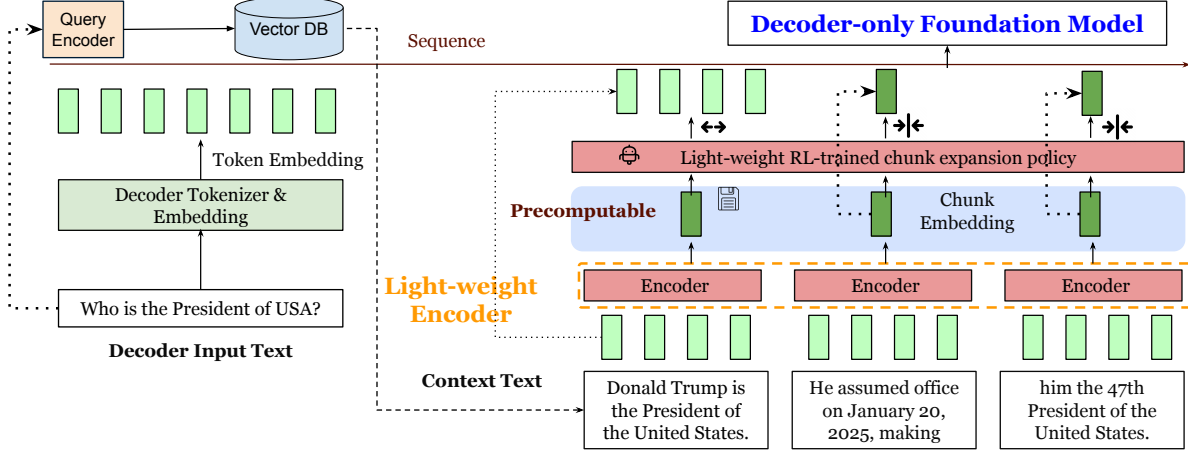 Query
Encoder
Vector DB
Sequence
Decoder-only Foundation Model
Token Embedding
Decoder Tokenizer &
Embedding
Who is the President of USA?
Decoder Input Text
Light-weight RL-trained chunk expansion policy
Precomputable
Chunk
Embedding
Light-weight
Encoder
Encoder
Encoder
Encoder
Context Text
Donald Trump is
the President of
the United States.
He assumed office
on January 20,
2025, making
him the 47th
President of the
United States.